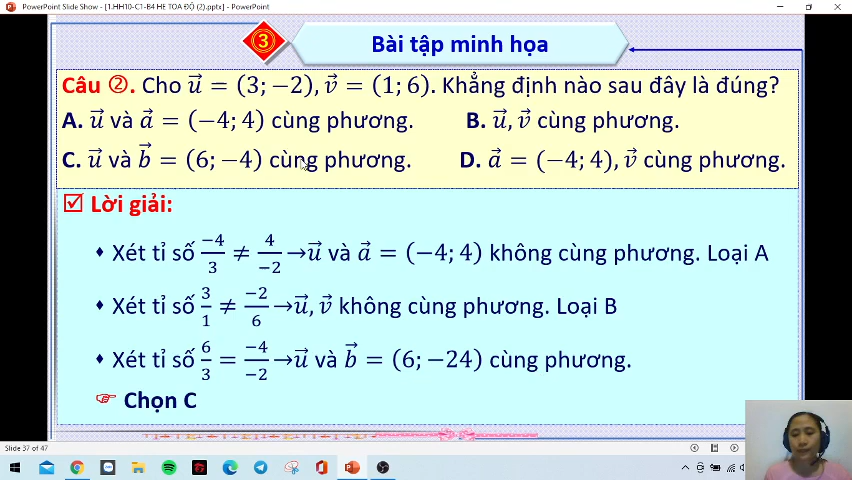 PowerPoint Slide Show - [1.HH10-C1-B4 HE TOA ĐỘ (2).pptx] - PowerPoint
③ Bài tập minh họa
Câu ②. Cho u⃗ = (3; −2), v⃗ = (1; 6). Khẳng định nào sau đây là đúng?
A. u⃗ và a⃗ = (−4; 4) cùng phương. B. u⃗, v⃗ cùng phương.
C. u⃗ và b⃗ = (6; −4) cùng phương. D. a⃗ = (−4; 4), v⃗ cùng phương.
Lời giải:
Xét tỉ số −4/3 ≠ 4/−2 → u⃗ và a⃗ = (−4; 4) không cùng phương. Loại A
Xét tỉ số 3/1 ≠ −2/6 → u⃗, v⃗ không cùng phương. Loại B
Xét tỉ số 6/3 = −4/−2 → u⃗ và b⃗ = (6; −24) cùng phương.
Chọn C
Slide 37 of 47